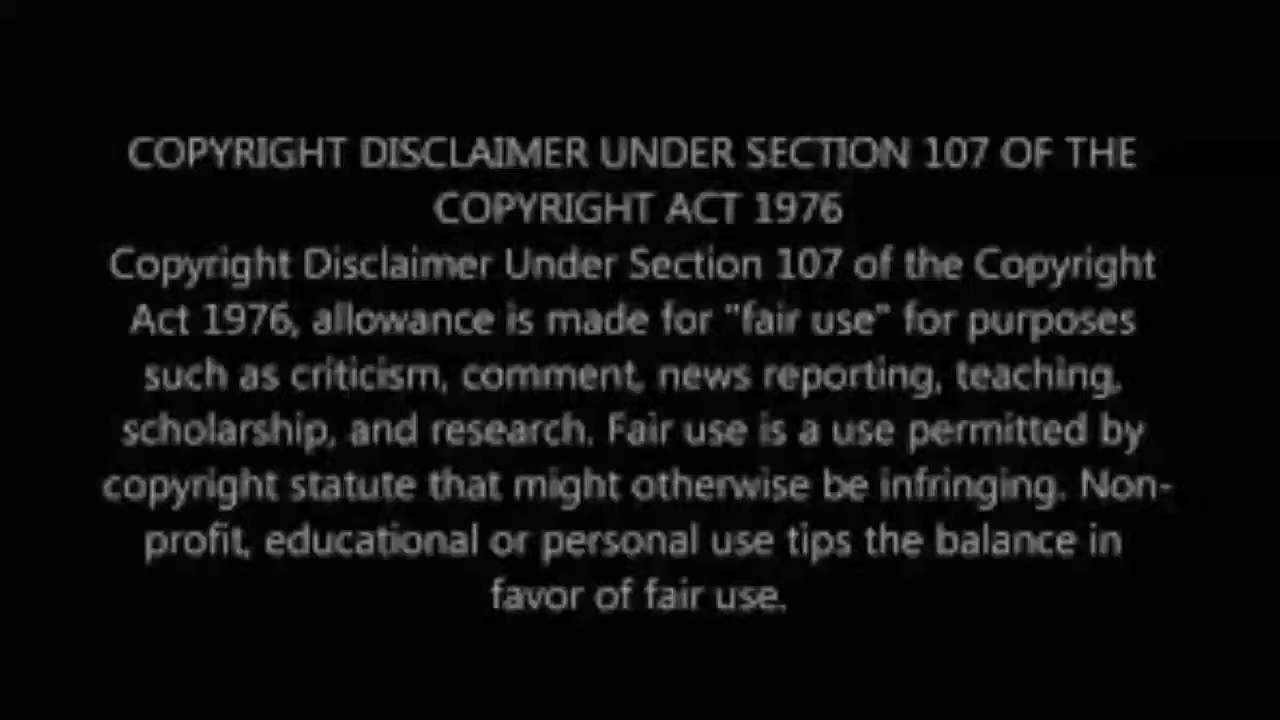 COPYRIGHT DISCLAIMER UNDER SECTION 107 OF THE
COPYRIGHT ACT 1976
Copyright Disclaimer Under Section 107 of the Copyright
Act 1976, allowance is made for "fair use" for purposes
such as criticism, comment, news reporting, teaching,
scholarship, and research. Fair use is a use permitted by
copyright statute that might otherwise be infringing. Non-
profit, educational or personal use tips the balance in
favor of fair use.